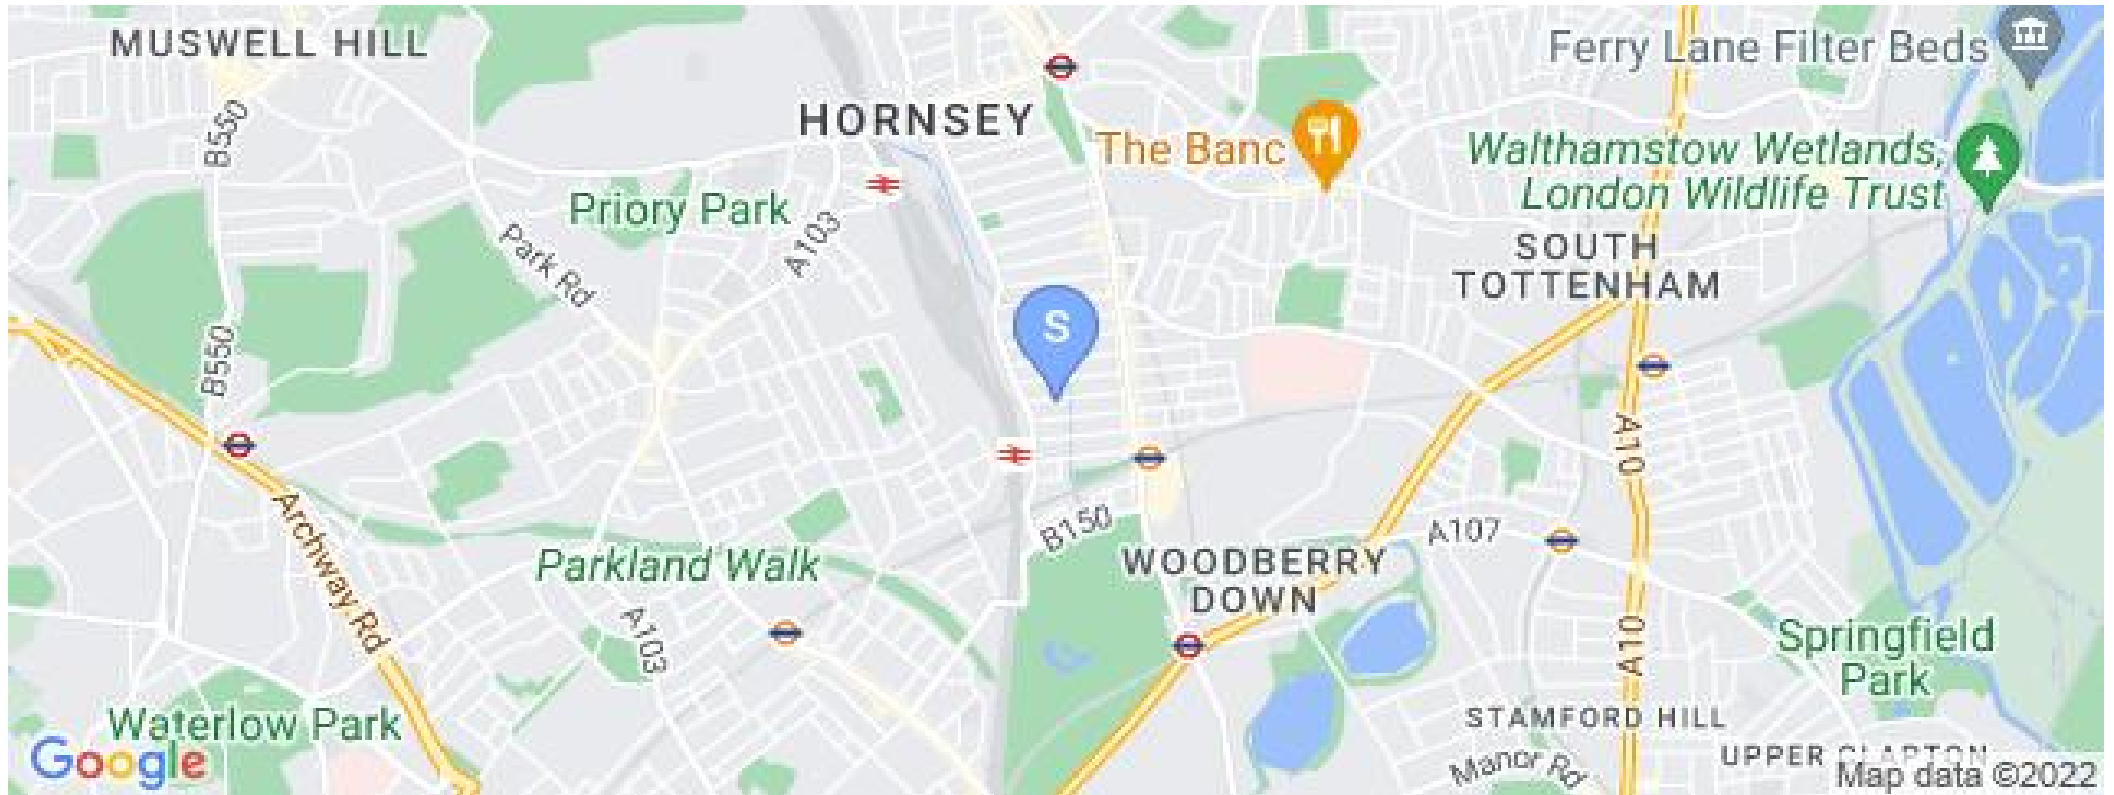 MUSWELL HILL
Ferry Lane Filter Beds
B550
HORNSEY
The Banc
Walthamstow Wetlands,
London Wildlife Trust
Priory Park
A103
Park Rd
SOUTH
TOTTENHAM
S
B550
A10
Archway Rd
B150
A107
WOODBERRY
DOWN
Parkland Walk
A103
A10
Springfield
Park
Waterlow Park
STAMFORD HILL
UPPER CLAPTON
Manor Rd
Google
Map data ©2022